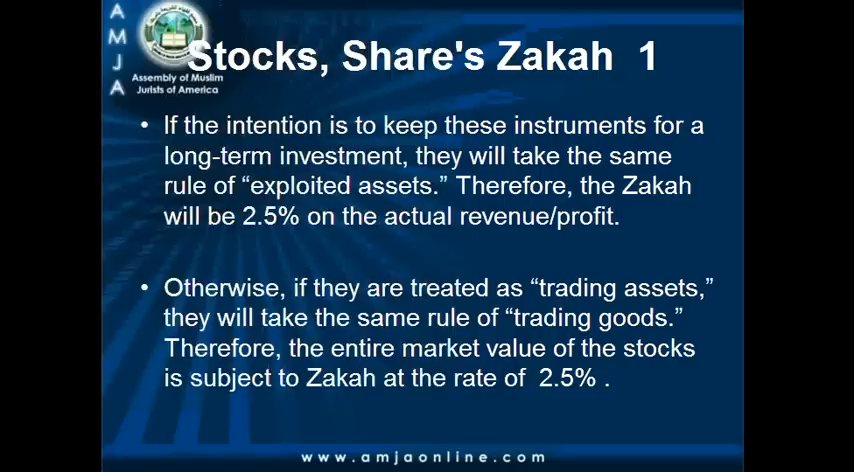 A
M
J
A
Assembly of Muslim
Jurists of America
Stocks, Share's Zakah 1
• If the intention is to keep these instruments for a
long-term investment, they will take the same
rule of “exploited assets.” Therefore, the Zakah
will be 2.5% on the actual revenue/profit.
• Otherwise, if they are treated as “trading assets,”
they will take the same rule of “trading goods.”
Therefore, the entire market value of the stocks
is subject to Zakah at the rate of 2.5% .
www.amjaonline.com